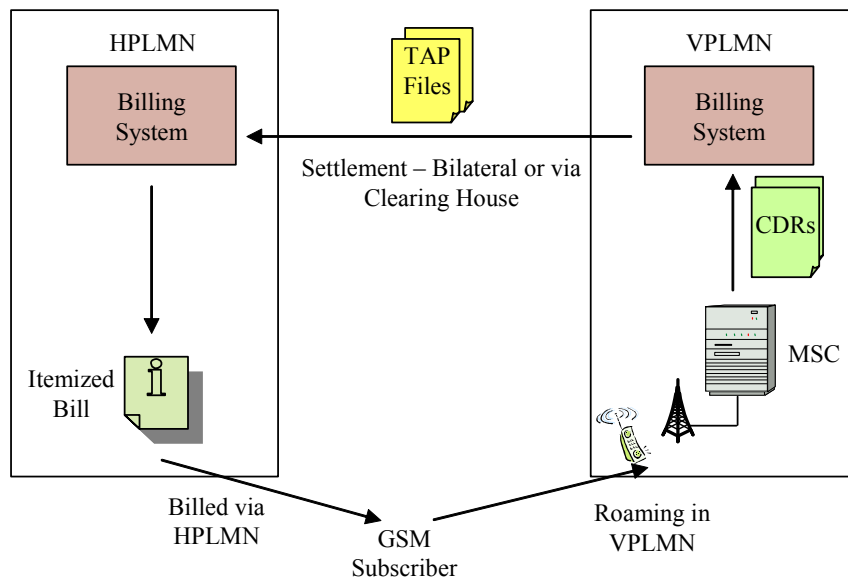 HPLMN
Billing
System
TAP
Files
VPLMN
Billing
System
Settlement – Bilateral or via
Clearing House
CDRs
MSC
Itemized
Bill
i
Billed via
HPLMN
GSM
Subscriber
Roaming in
VPLMN